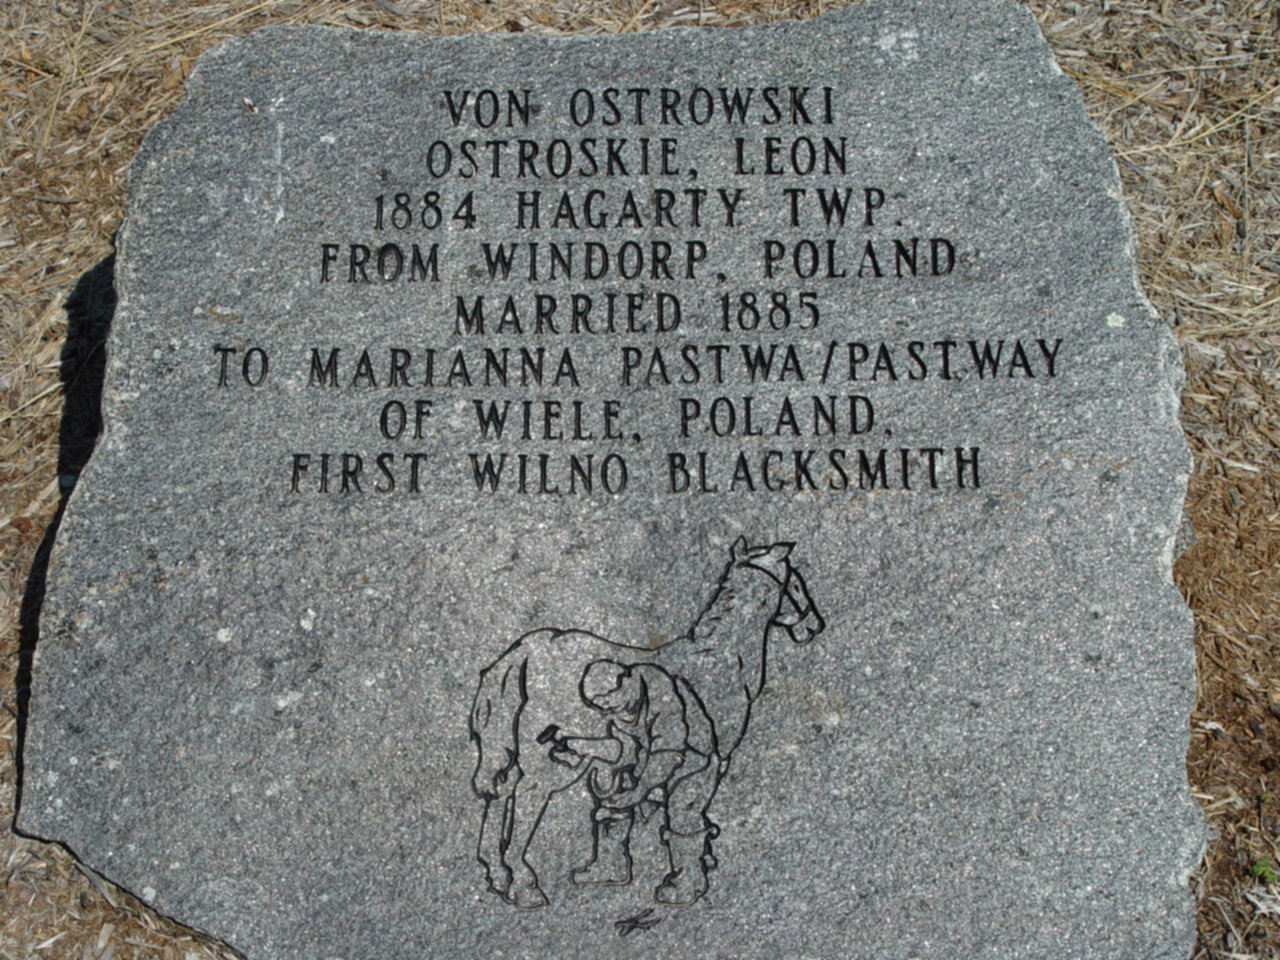 VON OSTROWSKI
OSTROSKIE, LEON
1884 HAGARTY TWP.
FROM WINDORP, POLAND
MARRIED 1885
TO MARIANNA PASTWA/PASTWAY
OF WIELE, POLAND.
FIRST WILNO BLACKSMITH